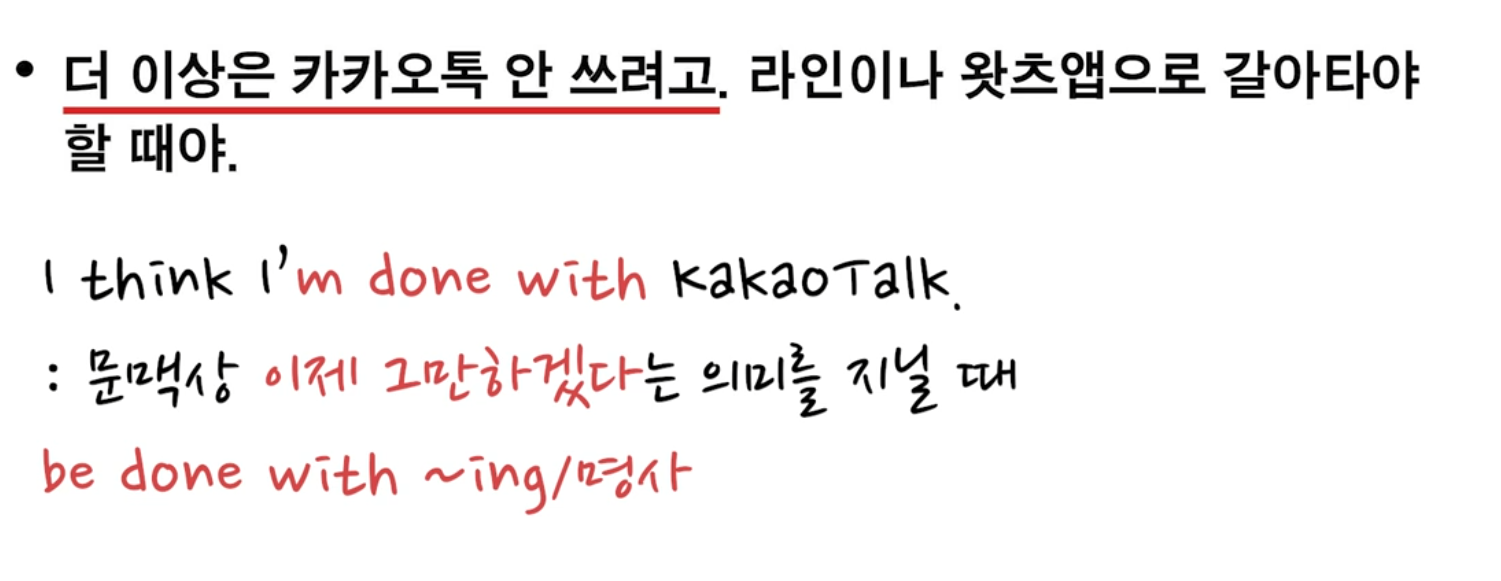 • 더 이상은 카카오톡 안 쓰려고. 라인이나 왓츠앱으로 갈아타야
할 때야.
I think I'm done with KakaoTalk.
: 문맥상 이제 그만하겠다는 의미를 지닐 때
be done with ~ing/명사